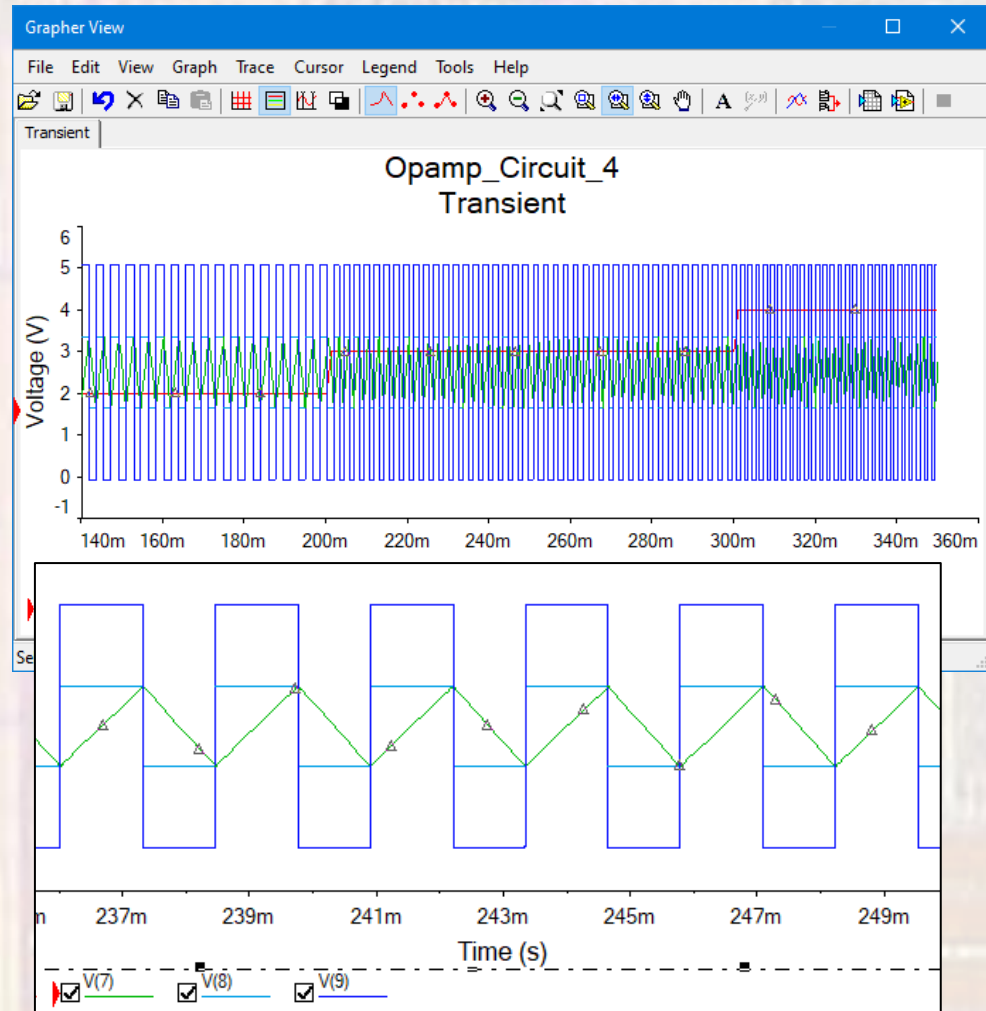 Grapher View
File Edit View Graph Trace Cursor Legend Tools Help
A (x,y)
Transient
Opamp_Circuit_4
Transient
Voltage (V)
6
5
4
3
2
1
0
-1
140m 160m 180m 200m 220m 240m 260m 280m 300m 320m 340m 360m
Se
237m 239m 241m 243m 245m 247m 249m
Time (s)
V(7) V(8) V(9)